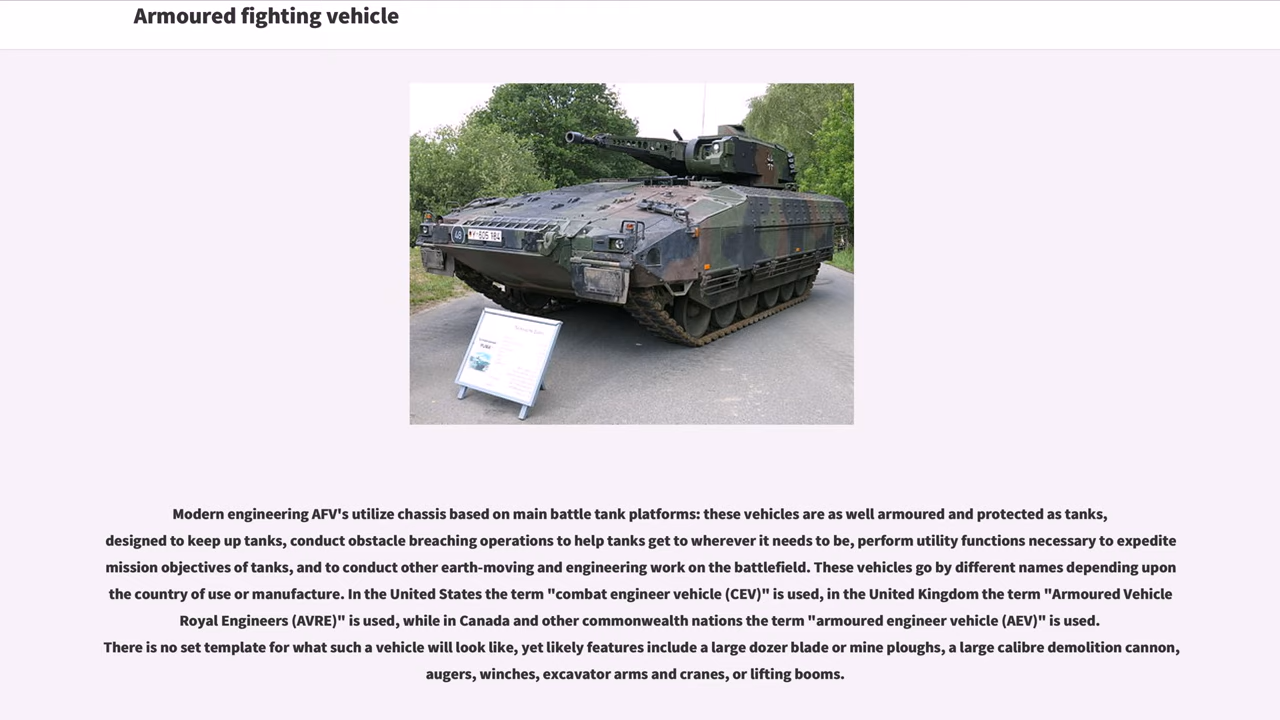 Armoured fighting vehicle
48
Y-805 184
Modern engineering AFV's utilize chassis based on main battle tank platforms: these vehicles are as well armoured and protected as tanks,
designed to keep up tanks, conduct obstacle breaching operations to help tanks get to wherever it needs to be, perform utility functions necessary to expedite
mission objectives of tanks, and to conduct other earth-moving and engineering work on the battlefield. These vehicles go by different names depending upon
the country of use or manufacture. In the United States the term "combat engineer vehicle (CEV)" is used, in the United Kingdom the term "Armoured Vehicle
Royal Engineers (AVRE)" is used, while in Canada and other commonwealth nations the term "armoured engineer vehicle (AEV)" is used.
There is no set template for what such a vehicle will look like, yet likely features include a large dozer blade or mine ploughs, a large calibre demolition cannon,
augers, winches, excavator arms and cranes, or lifting booms.